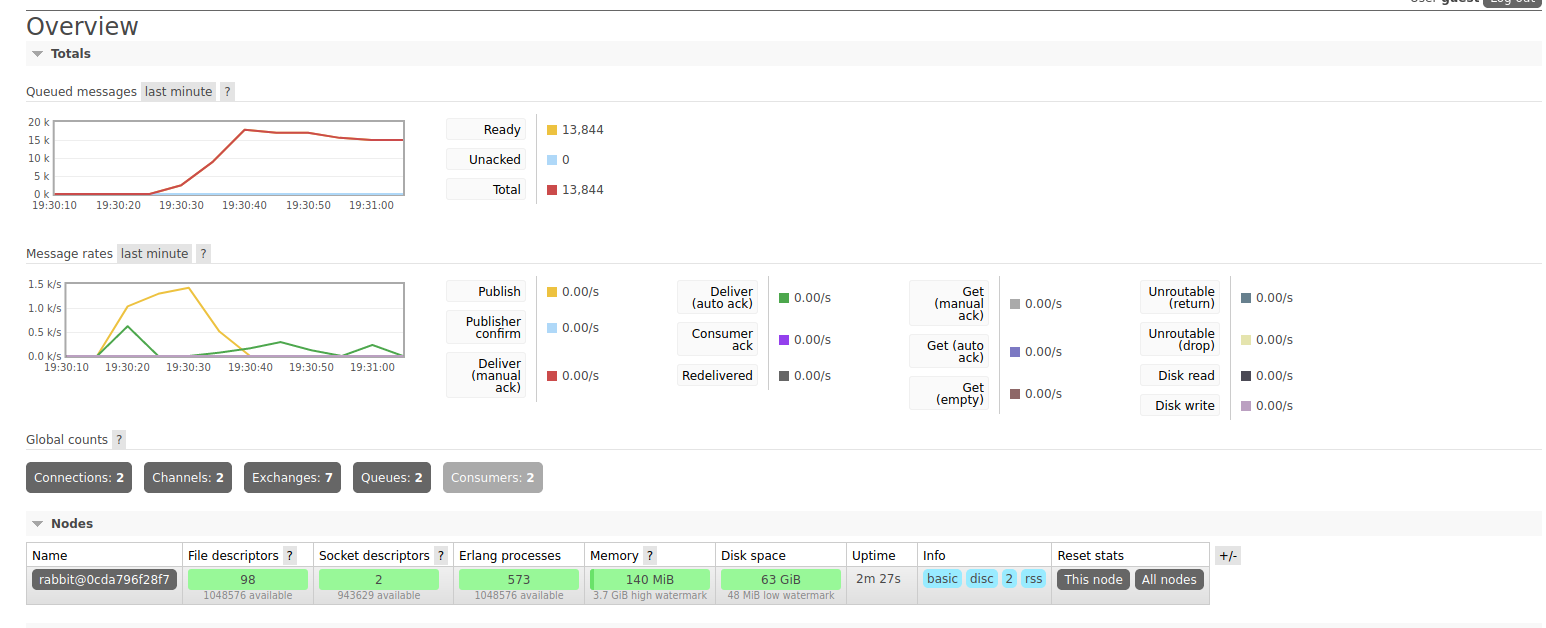 User guest Log out
Overview
Totals
Queued messages last minute ?
20 k
15 k
10 k
5 k
0 k
19:30:10 19:30:20 19:30:30 19:30:40 19:30:50 19:31:00
Ready 13,844
Unacked 0
Total 13,844
Message rates last minute ?
1.5 k/s
1.0 k/s
0.5 k/s
0.0 k/s
19:30:10 19:30:20 19:30:30 19:30:40 19:30:50 19:31:00
Publish 0.00/s
Publisher
confirm 0.00/s
Deliver
(manual
ack) 0.00/s
Deliver
(auto ack) 0.00/s
Consumer
ack 0.00/s
Redelivered 0.00/s
Get
(manual
ack) 0.00/s
Get (auto
ack) 0.00/s
Get
(empty) 0.00/s
Unroutable
(return) 0.00/s
Unroutable
(drop) 0.00/s
Disk read 0.00/s
Disk write 0.00/s
Global counts ?
Connections: 2 Channels: 2 Exchanges: 7 Queues: 2 Consumers: 2
Nodes
Name File descriptors ? Socket descriptors ? Erlang processes Memory ? Disk space Uptime Info Reset stats +/-
rabbit@0cda796f28f7 98 2 573 140 MiB 63 GiB 2m 27s basic disc 2 rss This node All nodes
1048576 available 943629 available 1048576 available 3.7 GiB high watermark 48 MiB low watermark